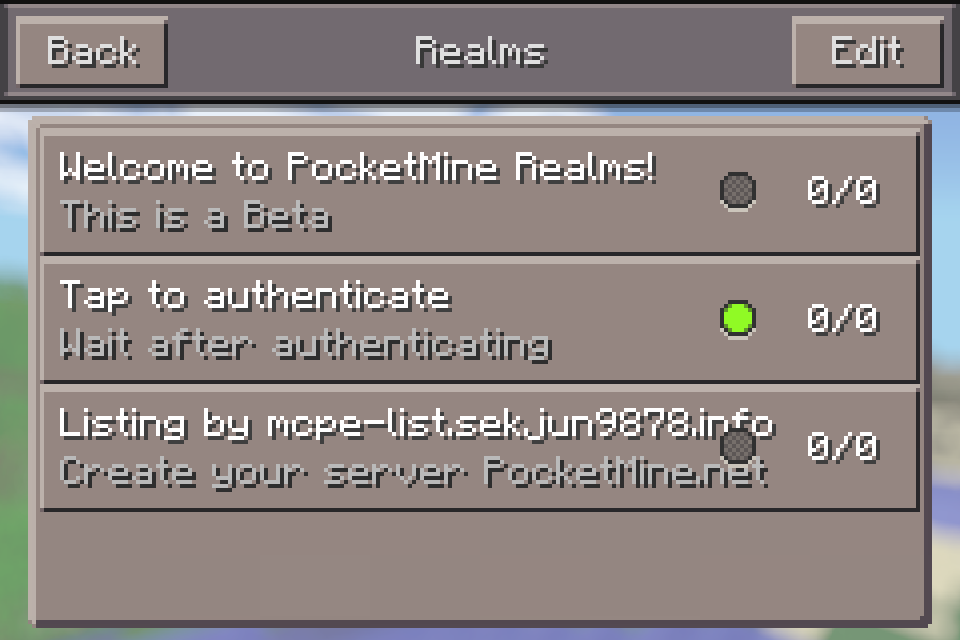 Back
Realms
Edit
Welcome to PocketMine Realms!
This is a Beta
0/0
Tap to authenticate
Wait after authenticating
0/0
Listing by mcpe-list.sekjun9878.info
Create your server PocketMine.net
0/0